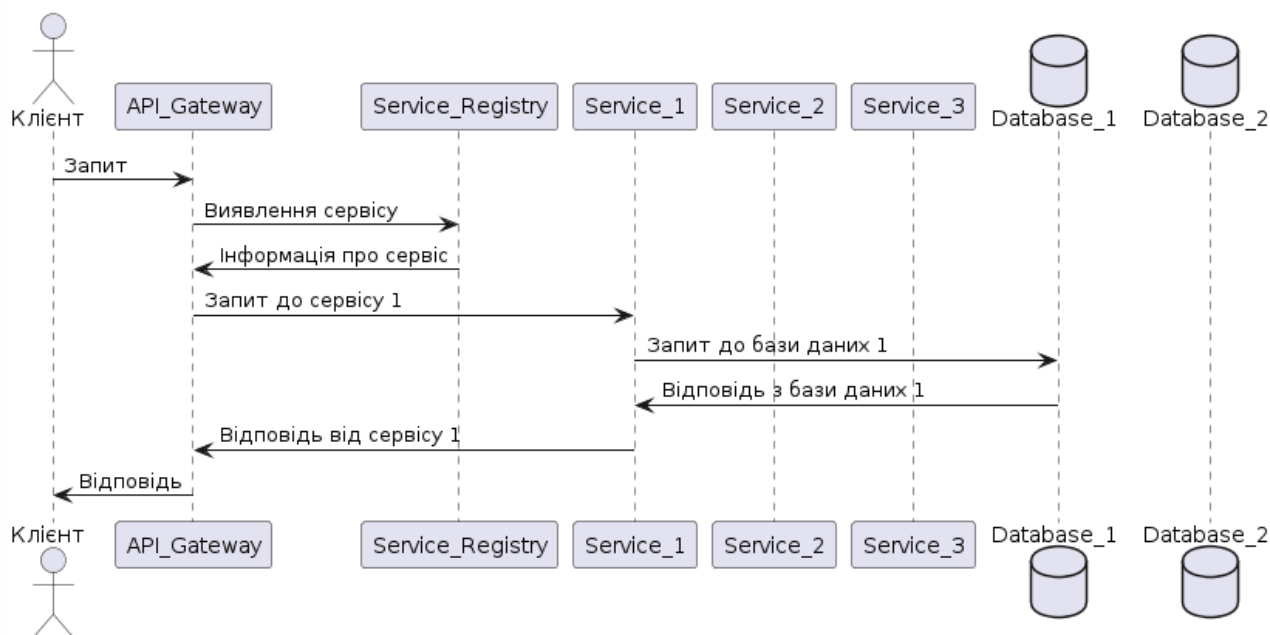 Клієнт
API_Gateway
Service_Registry
Service_1
Service_2
Service_3
Database_1
Database_2
Запит
Виявлення сервісу
Інформація про сервіс
Запит до сервісу 1
Запит до бази даних 1
Відповідь з бази даних 1
Відповідь від сервісу 1
Відповідь
Клієнт
API_Gateway
Service_Registry
Service_1
Service_2
Service_3
Database_1
Database_2